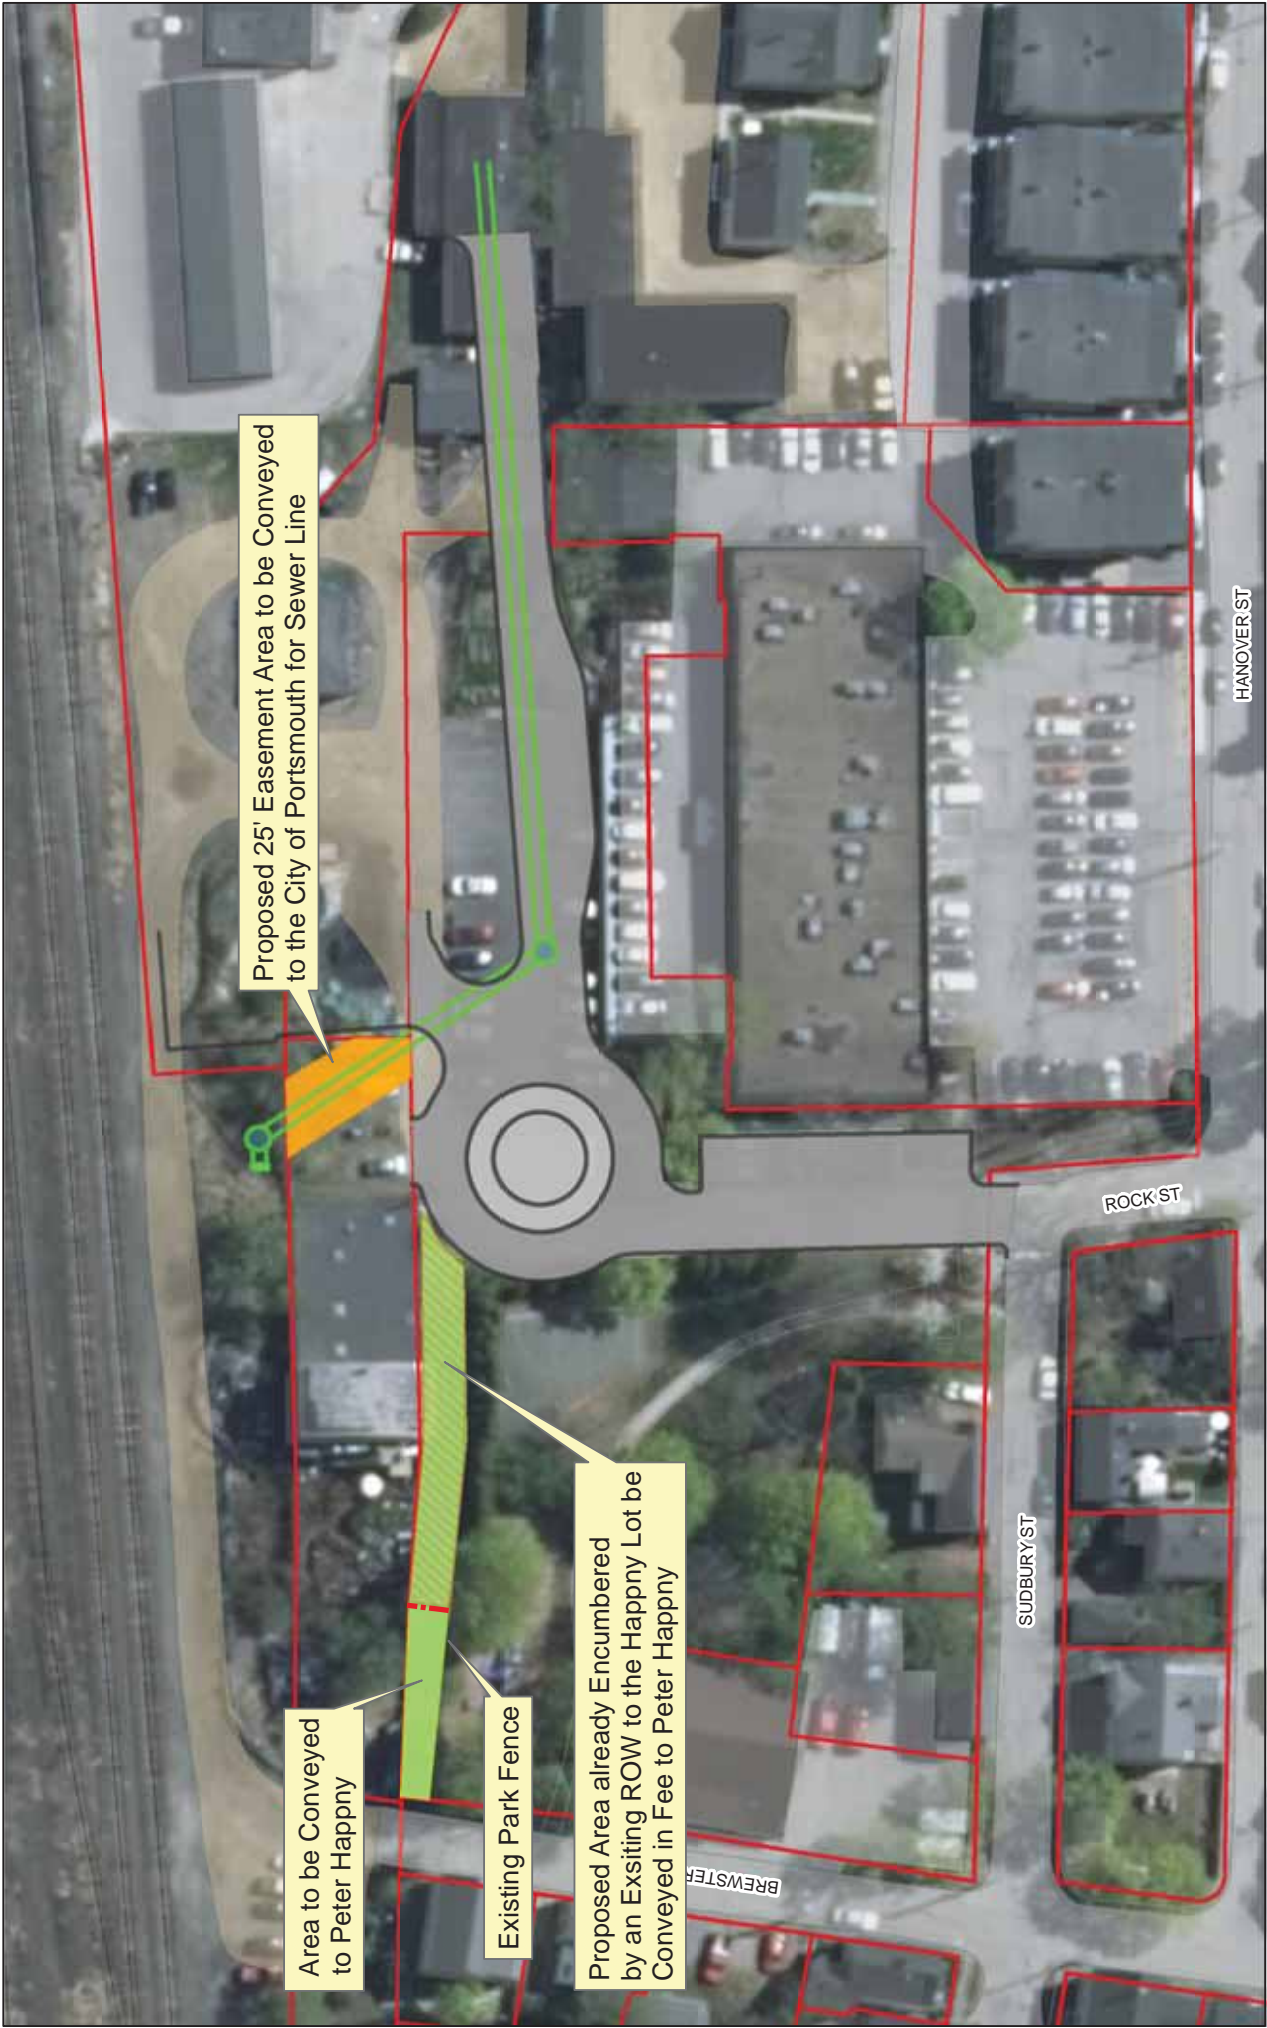 Proposed 25' Easement Area to be Conveyed
to the City of Portsmouth for Sewer Line
Area to be Conveyed
to Peter Happny
Existing Park Fence
Proposed Area already Encumbered
by an Exsiting ROW to the Happny Lot be
Conveyed in Fee to Peter Happny
BREWSTER
SUDBURY ST
ROCK ST
HANOVER ST